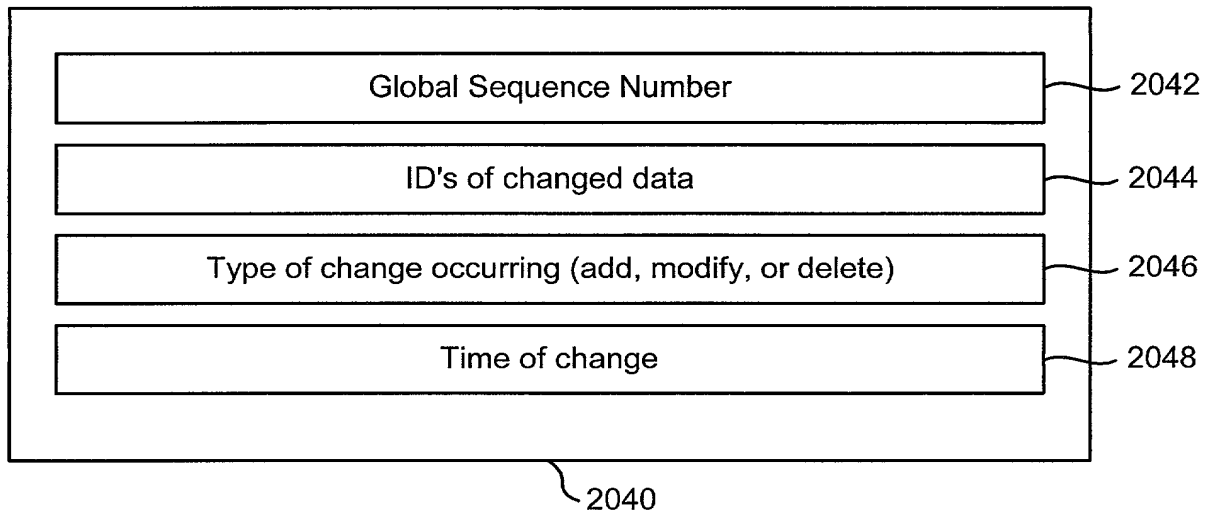 Global Sequence Number 2042
ID's of changed data 2044
Type of change occurring (add, modify, or delete) 2046
Time of change 2048
2040